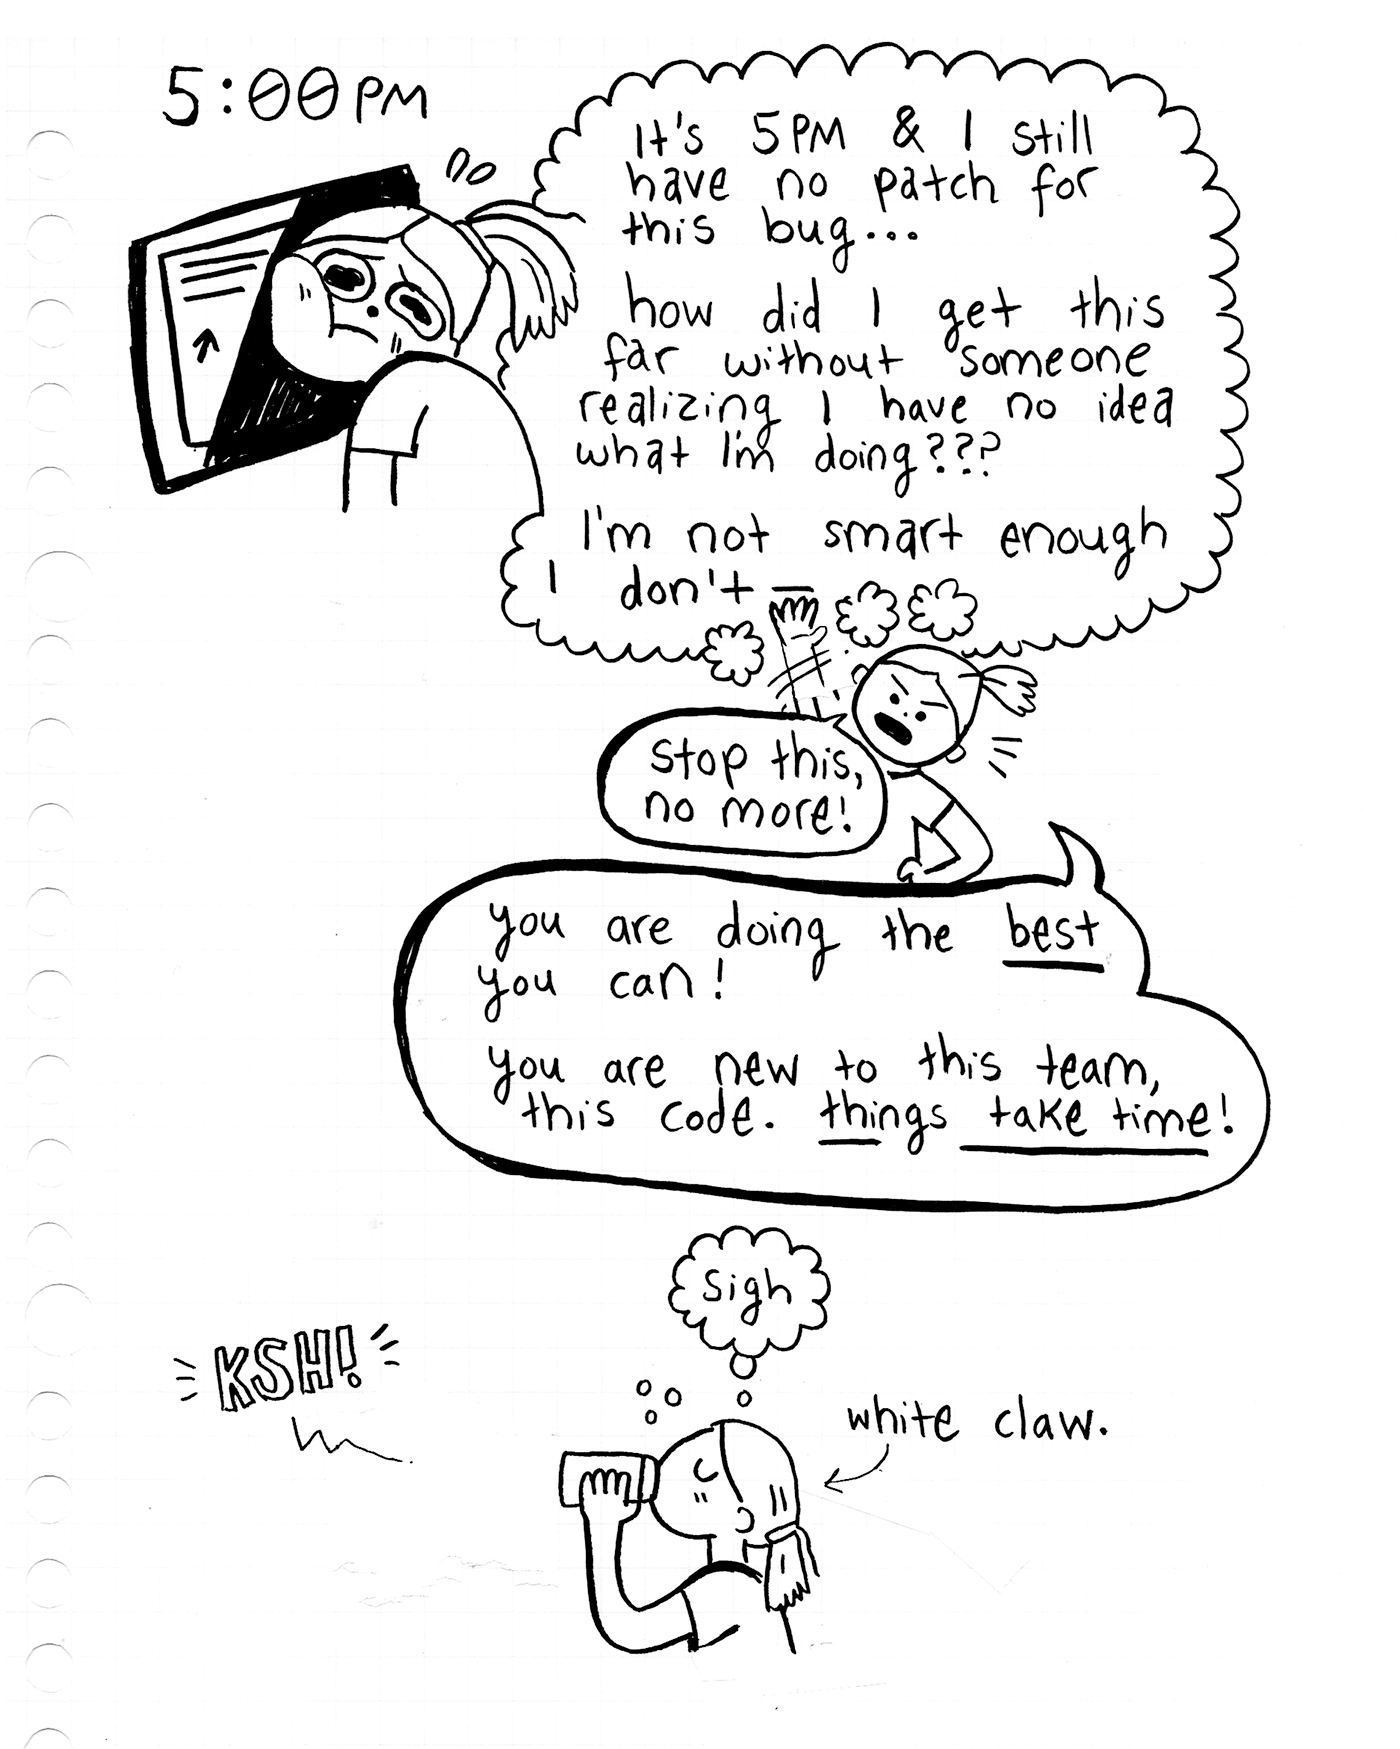 5:00 PM
It's 5PM & I still
have no patch for
this bug...
how did I get this
far without someone
realizing I have no idea
what I'm doing???
I'm not smart enough
I don't —
stop this,
no more!
you are doing the best
you can!
you are new to this team,
this code. things take time!
sigh
KSH!
white claw.